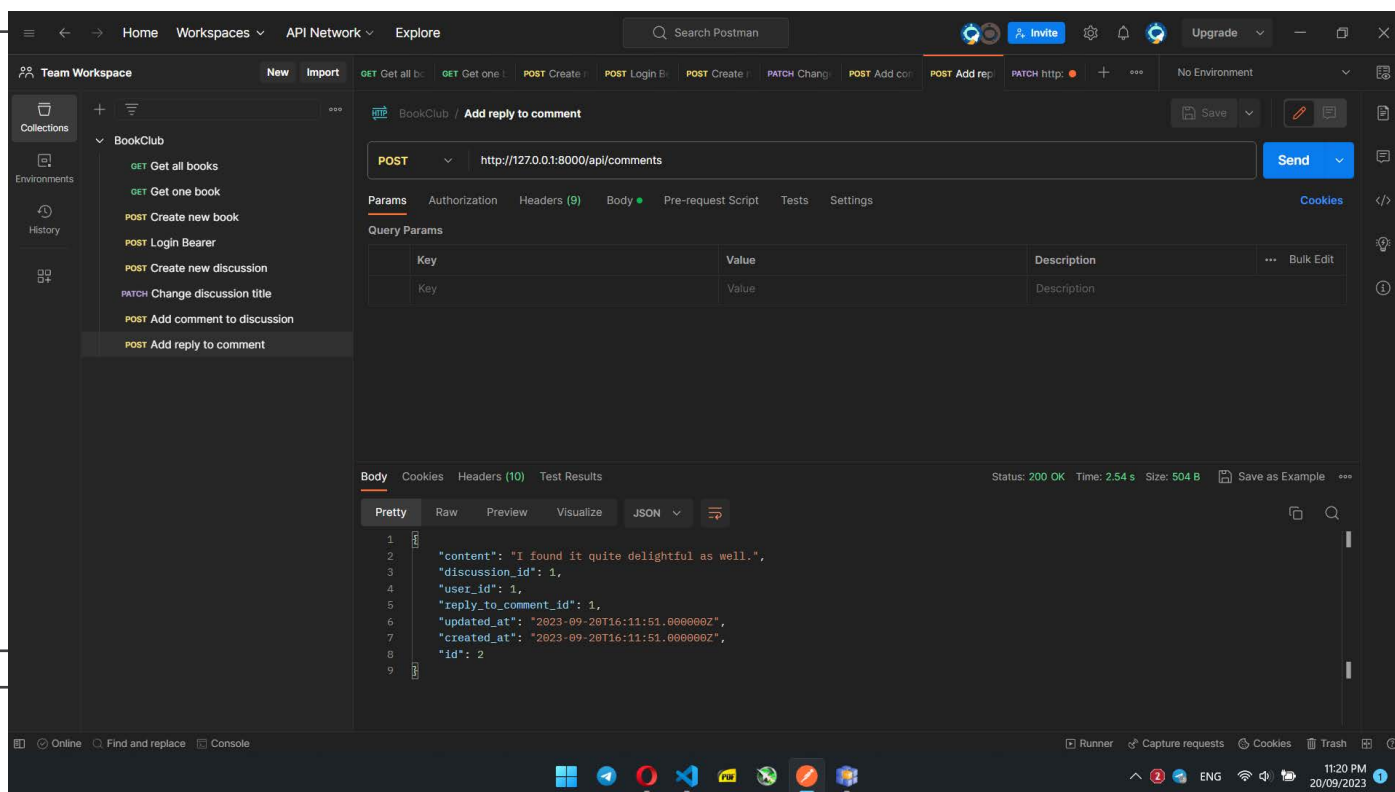 Home Workspaces API Network Explore Search Postman Invite Upgrade
Team Workspace New Import GET Get all bc GET Get one POST Create POST Login B POST Create PATCH Chang POST Add con POST Add rep PATCH http: No Environment
Collections
Environments
History
BookClub
GET Get all books
GET Get one book
POST Create new book
POST Login Bearer
POST Create new discussion
PATCH Change discussion title
POST Add comment to discussion
POST Add reply to comment
HTTP BookClub / Add reply to comment Save
POST http://127.0.0.1:8000/api/comments Send
Params Authorization Headers (9) Body Pre-request Script Tests Settings Cookies
Query Params
Key Value Description Bulk Edit
Key Value Description
Body Cookies Headers (10) Test Results Status: 200 OK Time: 2.54 s Size: 504 B Save as Example
Pretty Raw Preview Visualize JSON
1 {
2 "content": "I found it quite delightful as well.",
3 "discussion_id": 1,
4 "user_id": 1,
5 "reply_to_comment_id": 1,
6 "updated_at": "2023-09-20T16:11:51.000000Z",
7 "created_at": "2023-09-20T16:11:51.000000Z",
8 "id": 2
9 }
Online Find and replace Console Runner Capture requests Cookies Trash
PDF 2 ENG 11:20 PM 1
20/09/2023